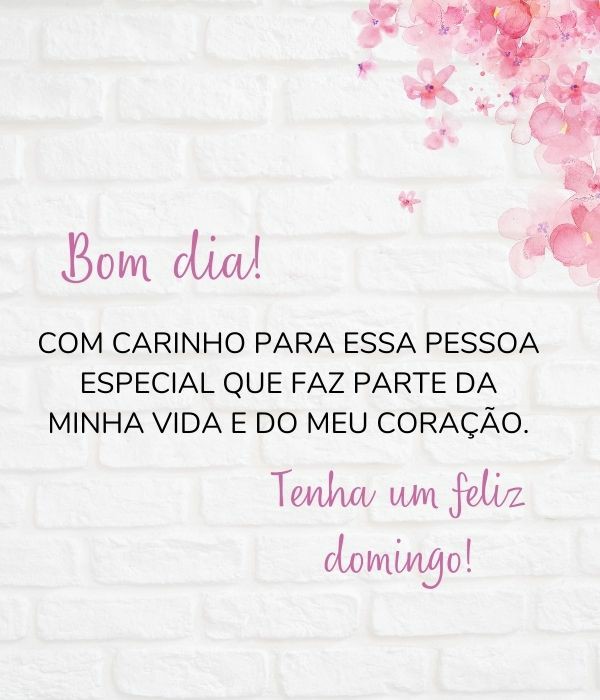 Bom dia!
COM CARINHO PARA ESSA PESSOA
ESPECIAL QUE FAZ PARTE DA
MINHA VIDA E DO MEU CORAÇÃO.
Tenha um feliz
domingo!